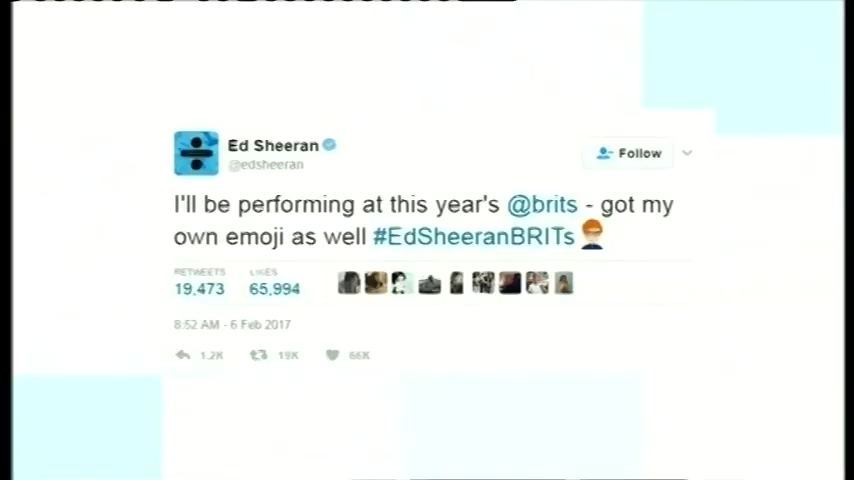 Ed Sheeran
@edsheeran
Follow
I'll be performing at this year's @brits - got my
own emoji as well #EdSheeranBRITs
RETWEETS LIKES
19,473 65,994
8:52 AM - 6 Feb 2017
1.2K 19K 66K